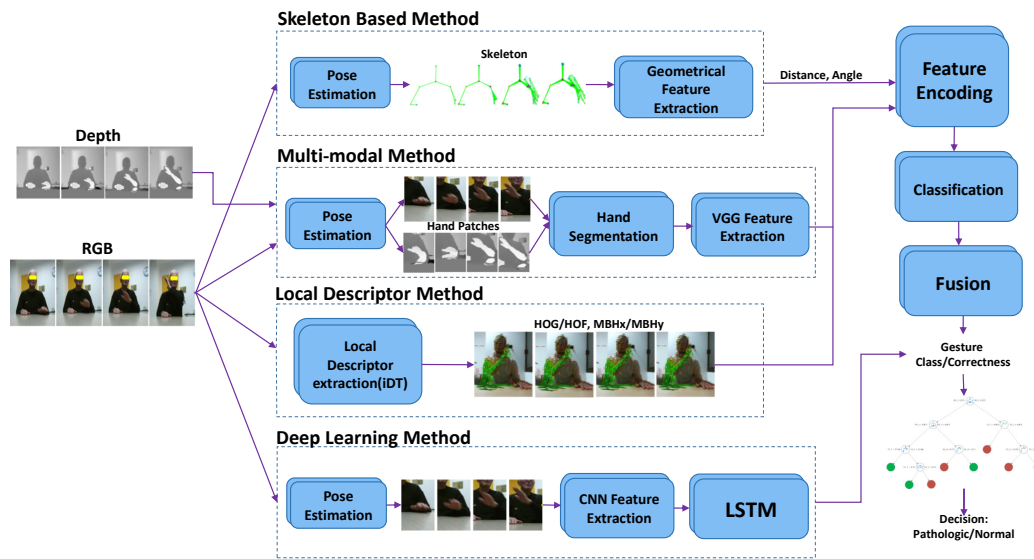 Skeleton Based Method
Pose
Estimation
Skeleton
Geometrical
Feature
Extraction
Distance, Angle
Feature
Encoding
Depth
Multi-modal Method
Pose
Estimation
Hand Patches
Hand
Segmentation
VGG Feature
Extraction
Classification
RGB
Fusion
Local Descriptor Method
Local
Descriptor
extraction(iDT)
HOG/HOF, MBHx/MBHy
Gesture
Class/Correctness
Deep Learning Method
Pose
Estimation
CNN Feature
Extraction
LSTM
Decision:
Pathologic/Normal